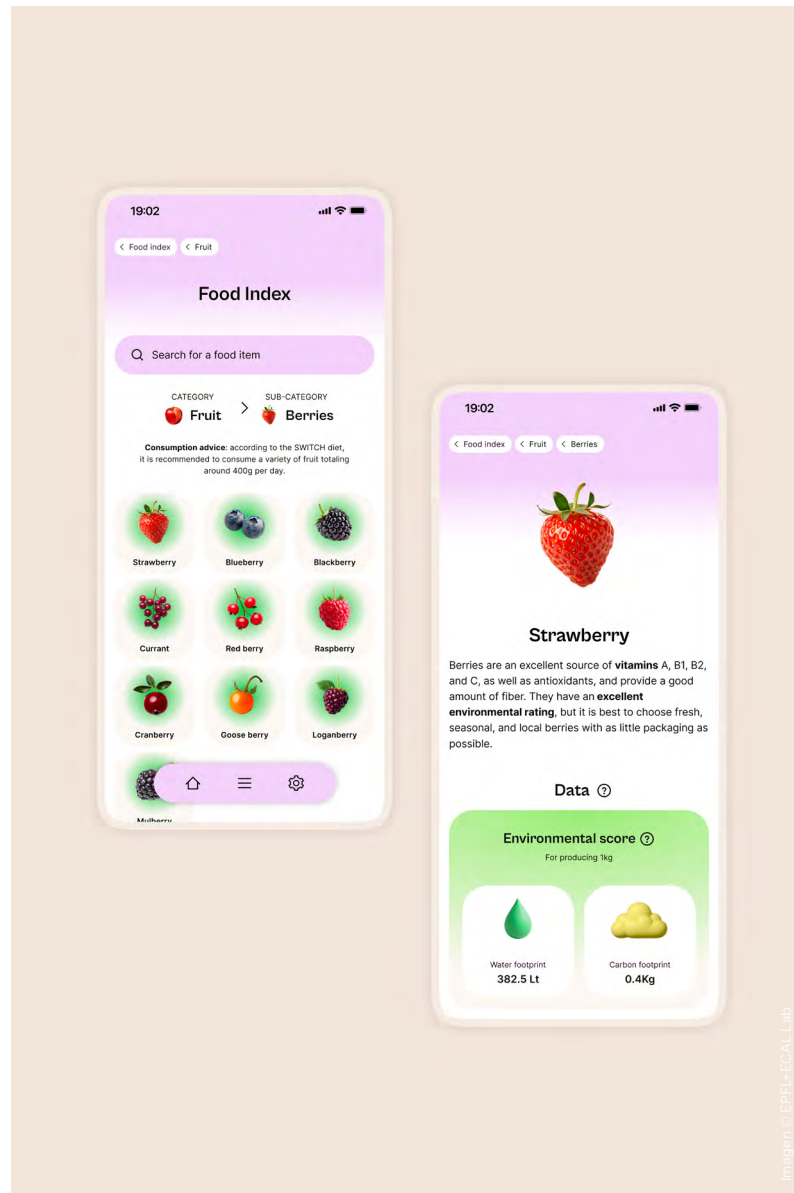 19:02
Food index
Fruit
Food Index
Search for a food item
CATEGORY
Fruit
SUB-CATEGORY
Berries
Consumption advice: according to the SWITCH diet,
it is recommended to consume a variety of fruit totaling
around 400g per day.
Strawberry
Blueberry
Blackberry
Currant
Red berry
Raspberry
Cranberry
Goose berry
Loganberry
Mulberry
19:02
Food index
Fruit
Berries
Strawberry
Berries are an excellent source of vitamins A, B1, B2,
and C, as well as antioxidants, and provide a good
amount of fiber. They have an excellent
environmental rating, but it is best to choose fresh,
seasonal, and local berries with as little packaging as
possible.
Data ?
Environmental score ?
For producing 1kg
Water footprint
382.5 Lt
Carbon footprint
0.4Kg
Imagen © EPFL+ECAL Lab